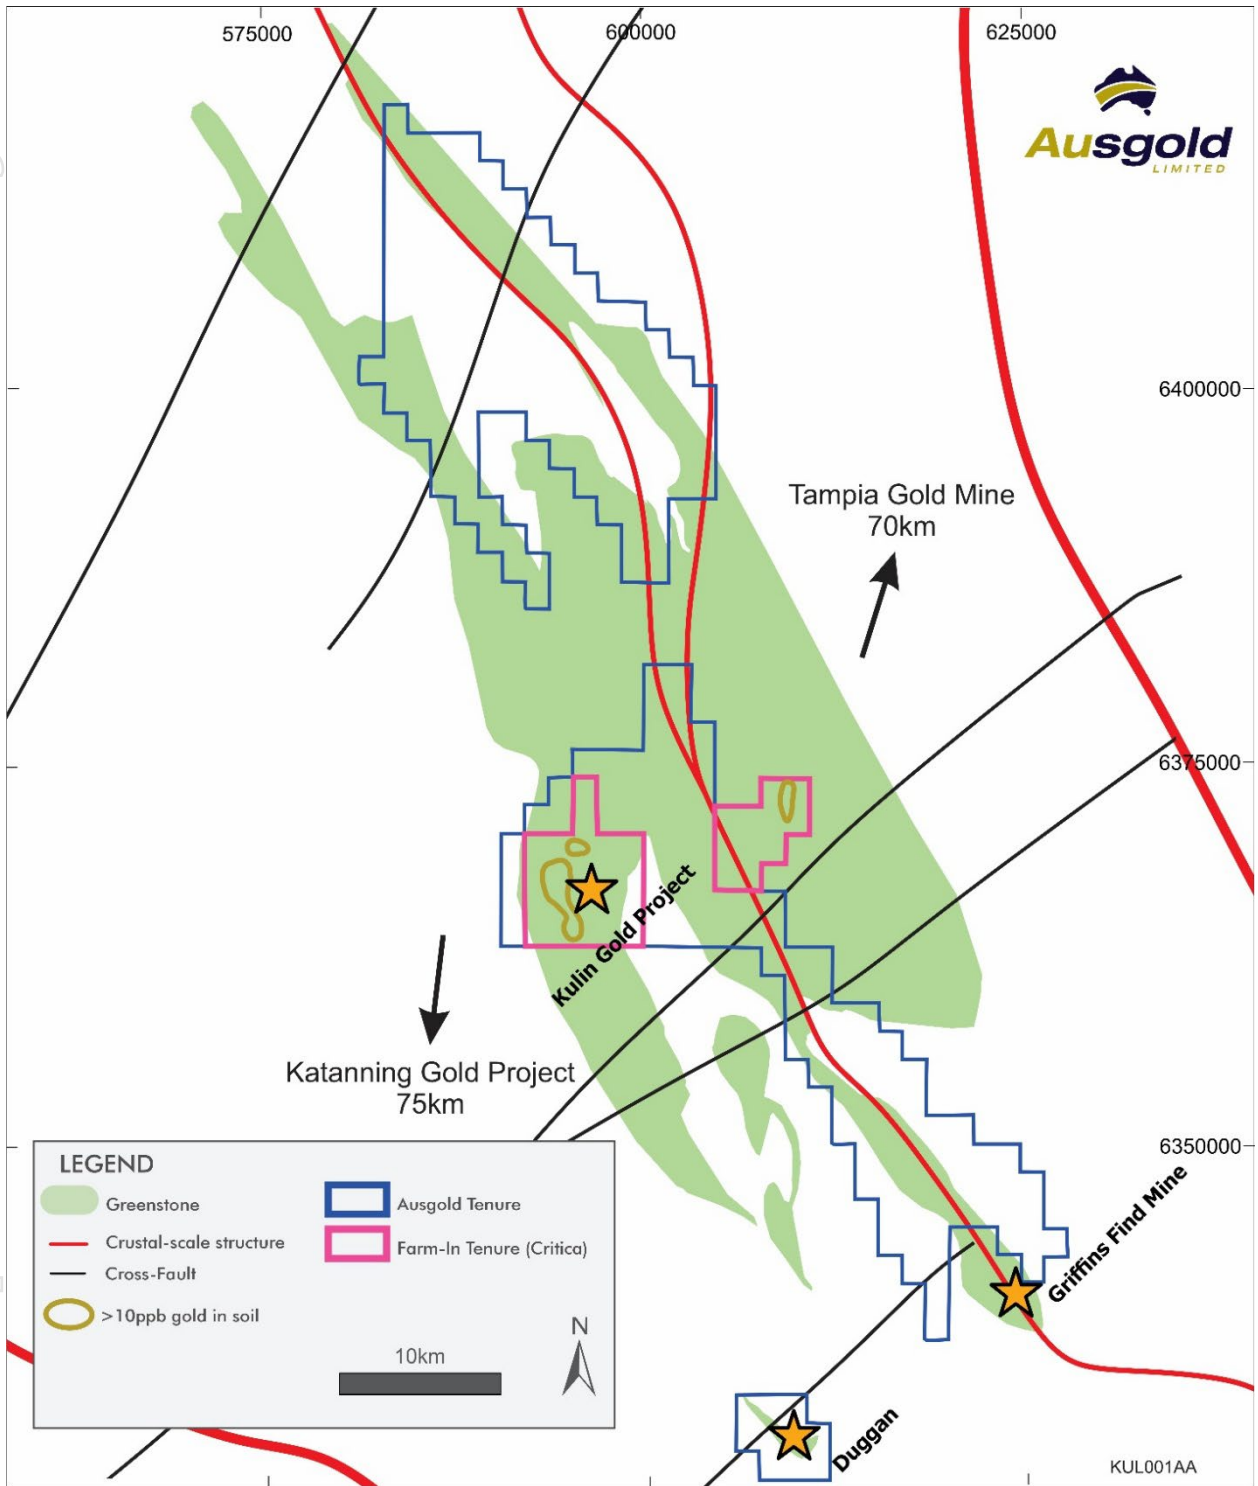 575000
600000
625000
Ausgold
LIMITED
6400000
Tampia Gold Mine
70km
6375000
Kulin Gold Project
Katanning Gold Project
75km
6350000
Griffins Find Mine
LEGEND
Greenstone
Crustal-scale structure
Cross-Fault
>10ppb gold in soil
Ausgold Tenure
Farm-In Tenure (Critica)
10km
N
Duggan
KUL001AA